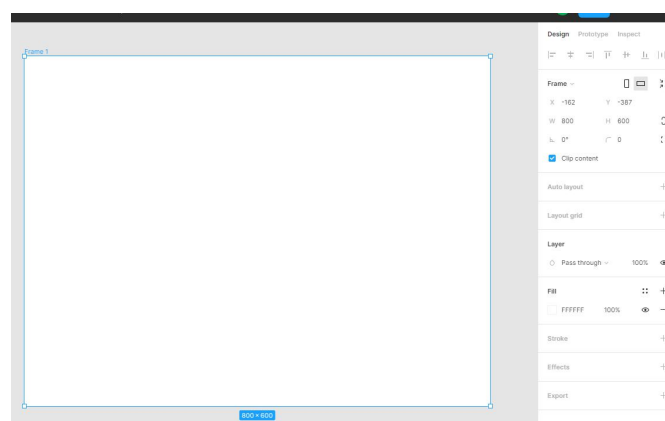 Design Prototype Inspect
Frame 1
Frame
X -162 Y -387
W 800 H 600
0° 0
Clip content
Auto layout
Layout grid
Layer
Pass through 100%
Fill
FFFFFF 100%
Stroke
Effects
Export
800 × 600